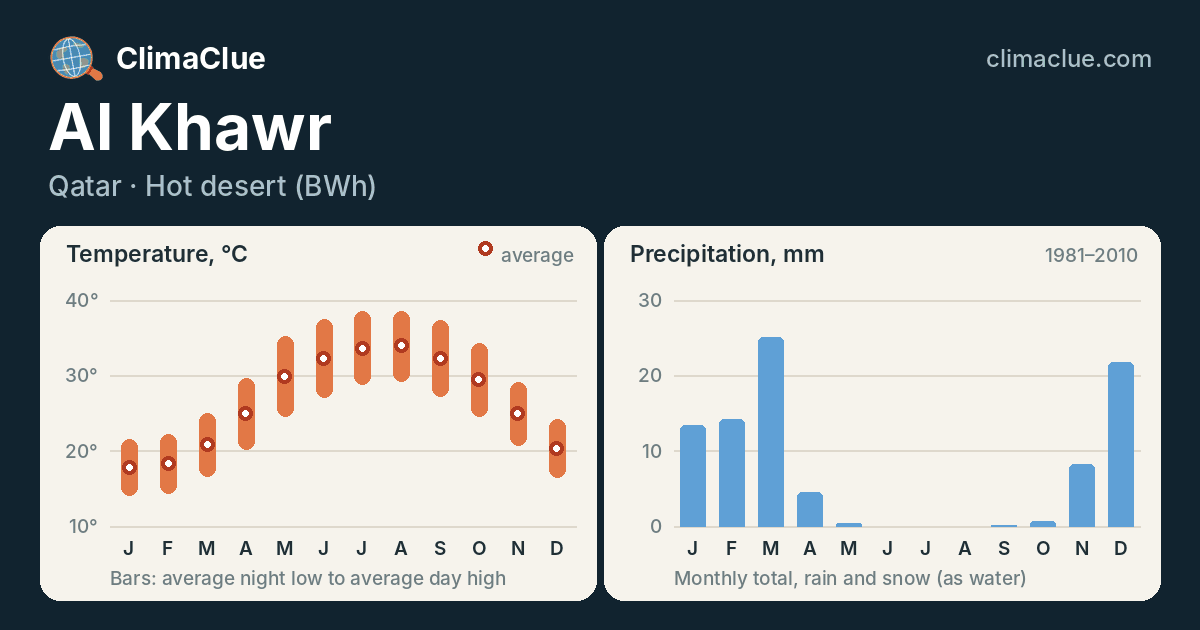 ClimaClue
climaclue.com
Al Khawr
Qatar · Hot desert (BWh)
Temperature, °C
average
40°
30°
20°
10°
J F M A M J J A S O N D
Bars: average night low to average day high
Precipitation, mm
1981–2010
30
20
10
0
J F M A M J J A S O N D
Monthly total, rain and snow (as water)